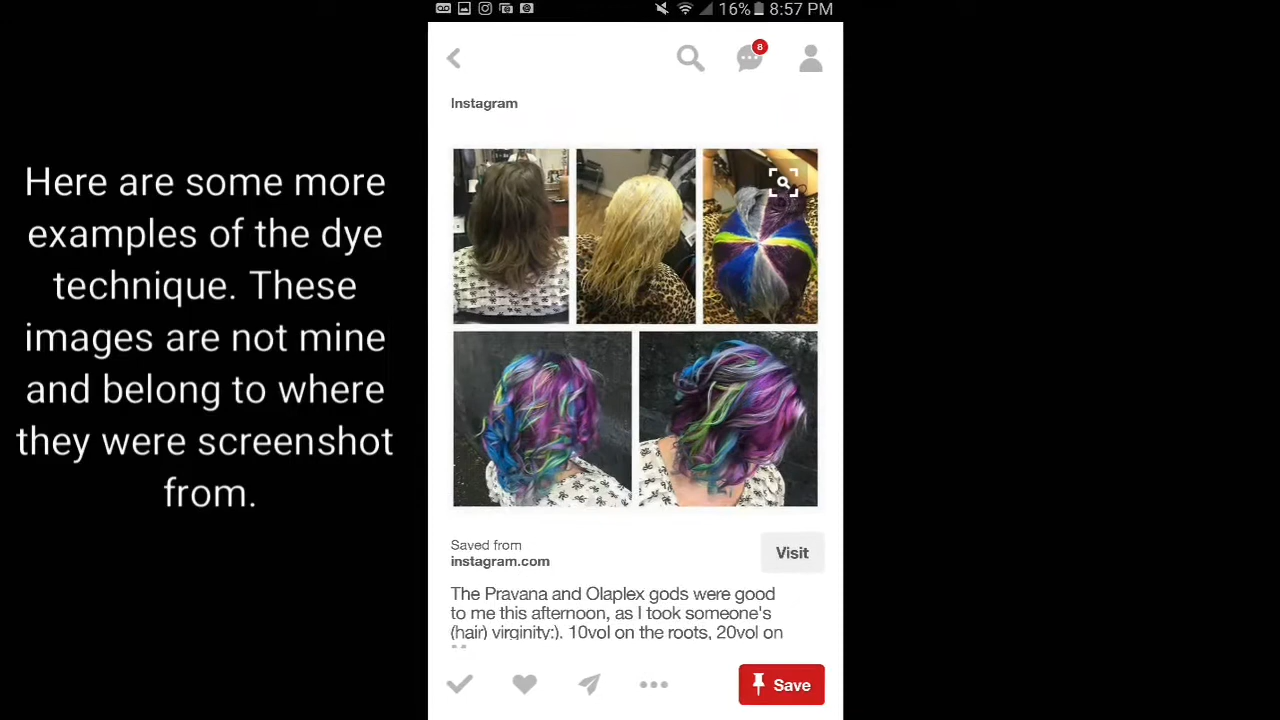 16% 8:57 PM
8
Instagram
Here are some more
examples of the dye
technique. These
images are not mine
and belong to where
they were screenshot
from.
Saved from
instagram.com
Visit
The Pravana and Olaplex gods were good
to me this afternoon, as I took someone's
(hair) virginity:). 10vol on the roots, 20vol on
Save